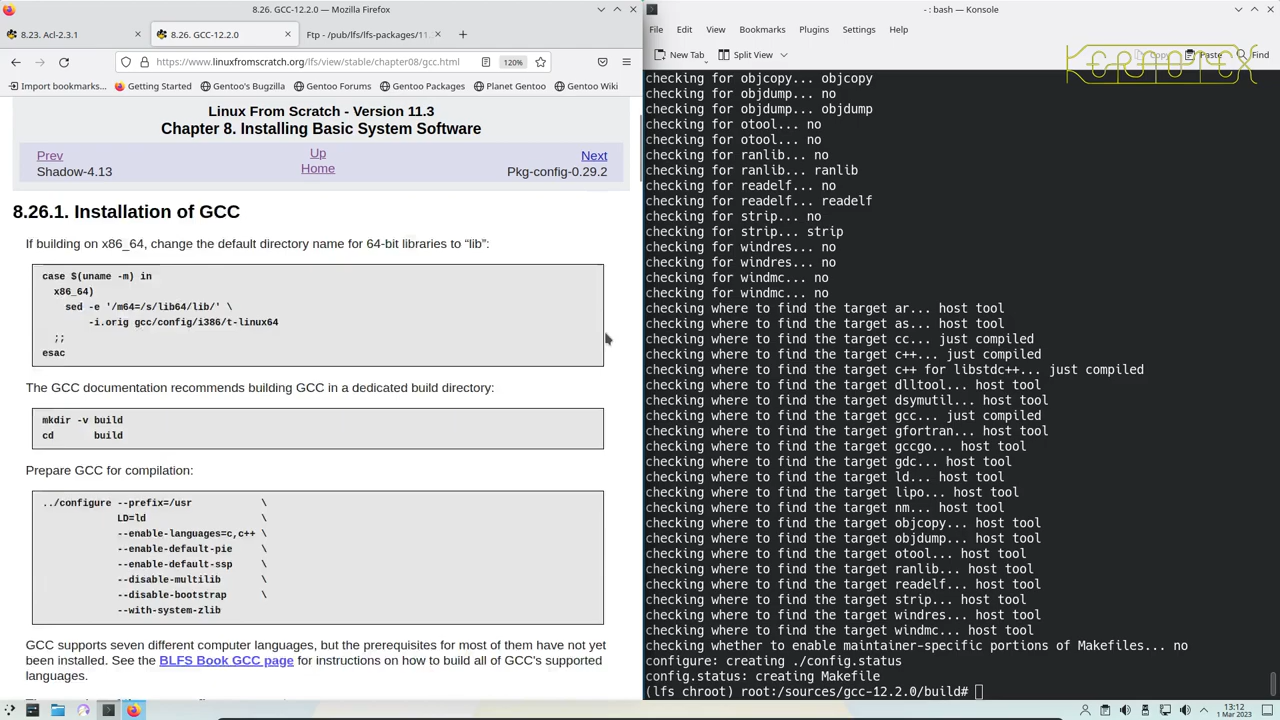 8.26. GCC-12.2.0 — Mozilla Firefox
8.23. Acl-2.3.1
8.26. GCC-12.2.0
Ftp - /pub/lfs/lfs-packages/11.
https://www.linuxfromscratch.org/lfs/view/stable/chapter08/gcc.html
120%
Import bookmarks...
Getting Started
Gentoo's Bugzilla
Gentoo Forums
Gentoo Packages
Planet Gentoo
Gentoo Wiki
Linux From Scratch - Version 11.3
Chapter 8. Installing Basic System Software
Prev
Up
Next
Shadow-4.13
Home
Pkg-config-0.29.2
8.26.1. Installation of GCC
If building on x86_64, change the default directory name for 64-bit libraries to “lib”:
case $(uname -m) in
x86_64)
sed -e '/m64=/s/lib64/lib/' \
-i.orig gcc/config/i386/t-linux64
;;
esac
The GCC documentation recommends building GCC in a dedicated build directory:
mkdir -v build
cd build
Prepare GCC for compilation:
../configure --prefix=/usr \
LD=ld \
--enable-languages=c,c++ \
--enable-default-pie \
--enable-default-ssp \
--disable-multilib \
--disable-bootstrap \
--with-system-zlib
GCC supports seven different computer languages, but the prerequisites for most of them have not yet
been installed. See the BLFS Book GCC page for instructions on how to build all of GCC's supported
languages.
- : bash — Konsole
File Edit View Bookmarks Plugins Settings Help
New Tab
Split View
Copy
Paste
Find
KERAPLEX
checking for objcopy... objcopy
checking for objdump... no
checking for objdump... objdump
checking for otool... no
checking for otool... no
checking for ranlib... no
checking for ranlib... ranlib
checking for readelf... no
checking for readelf... readelf
checking for strip... no
checking for strip... strip
checking for windres... no
checking for windres... no
checking for windmc... no
checking for windmc... no
checking where to find the target ar... host tool
checking where to find the target as... host tool
checking where to find the target cc... just compiled
checking where to find the target c++... just compiled
checking where to find the target c++ for libstdc++... just compiled
checking where to find the target dlltool... host tool
checking where to find the target dsymutil... host tool
checking where to find the target gcc... just compiled
checking where to find the target gfortran... host tool
checking where to find the target gccgo... host tool
checking where to find the target gdc... host tool
checking where to find the target ld... host tool
checking where to find the target lipo... host tool
checking where to find the target nm... host tool
checking where to find the target objcopy... host tool
checking where to find the target objdump... host tool
checking where to find the target otool... host tool
checking where to find the target ranlib... host tool
checking where to find the target readelf... host tool
checking where to find the target strip... host tool
checking where to find the target windres... host tool
checking where to find the target windmc... host tool
checking whether to enable maintainer-specific portions of Makefiles... no
configure: creating ./config.status
config.status: creating Makefile
(lfs chroot) root:/sources/gcc-12.2.0/build#
13:12
1 Mar 2023